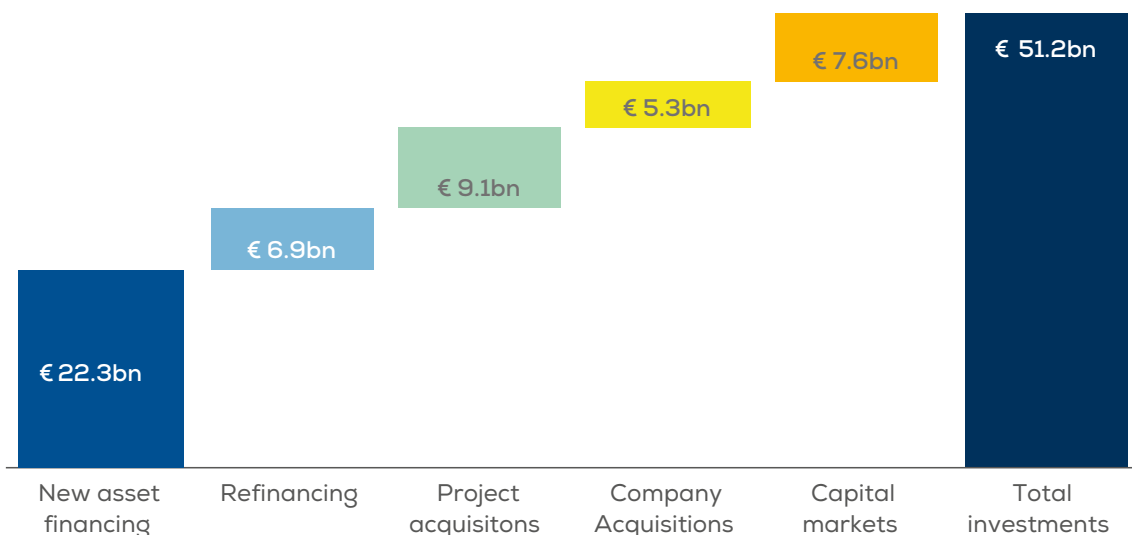 € 51.2bn
€ 7.6bn
€ 5.3bn
€ 9.1bn
€ 6.9bn
€ 22.3bn
New asset
financing
Refinancing
Project
acquisitons
Company
Acquisitions
Capital
markets
Total
investments